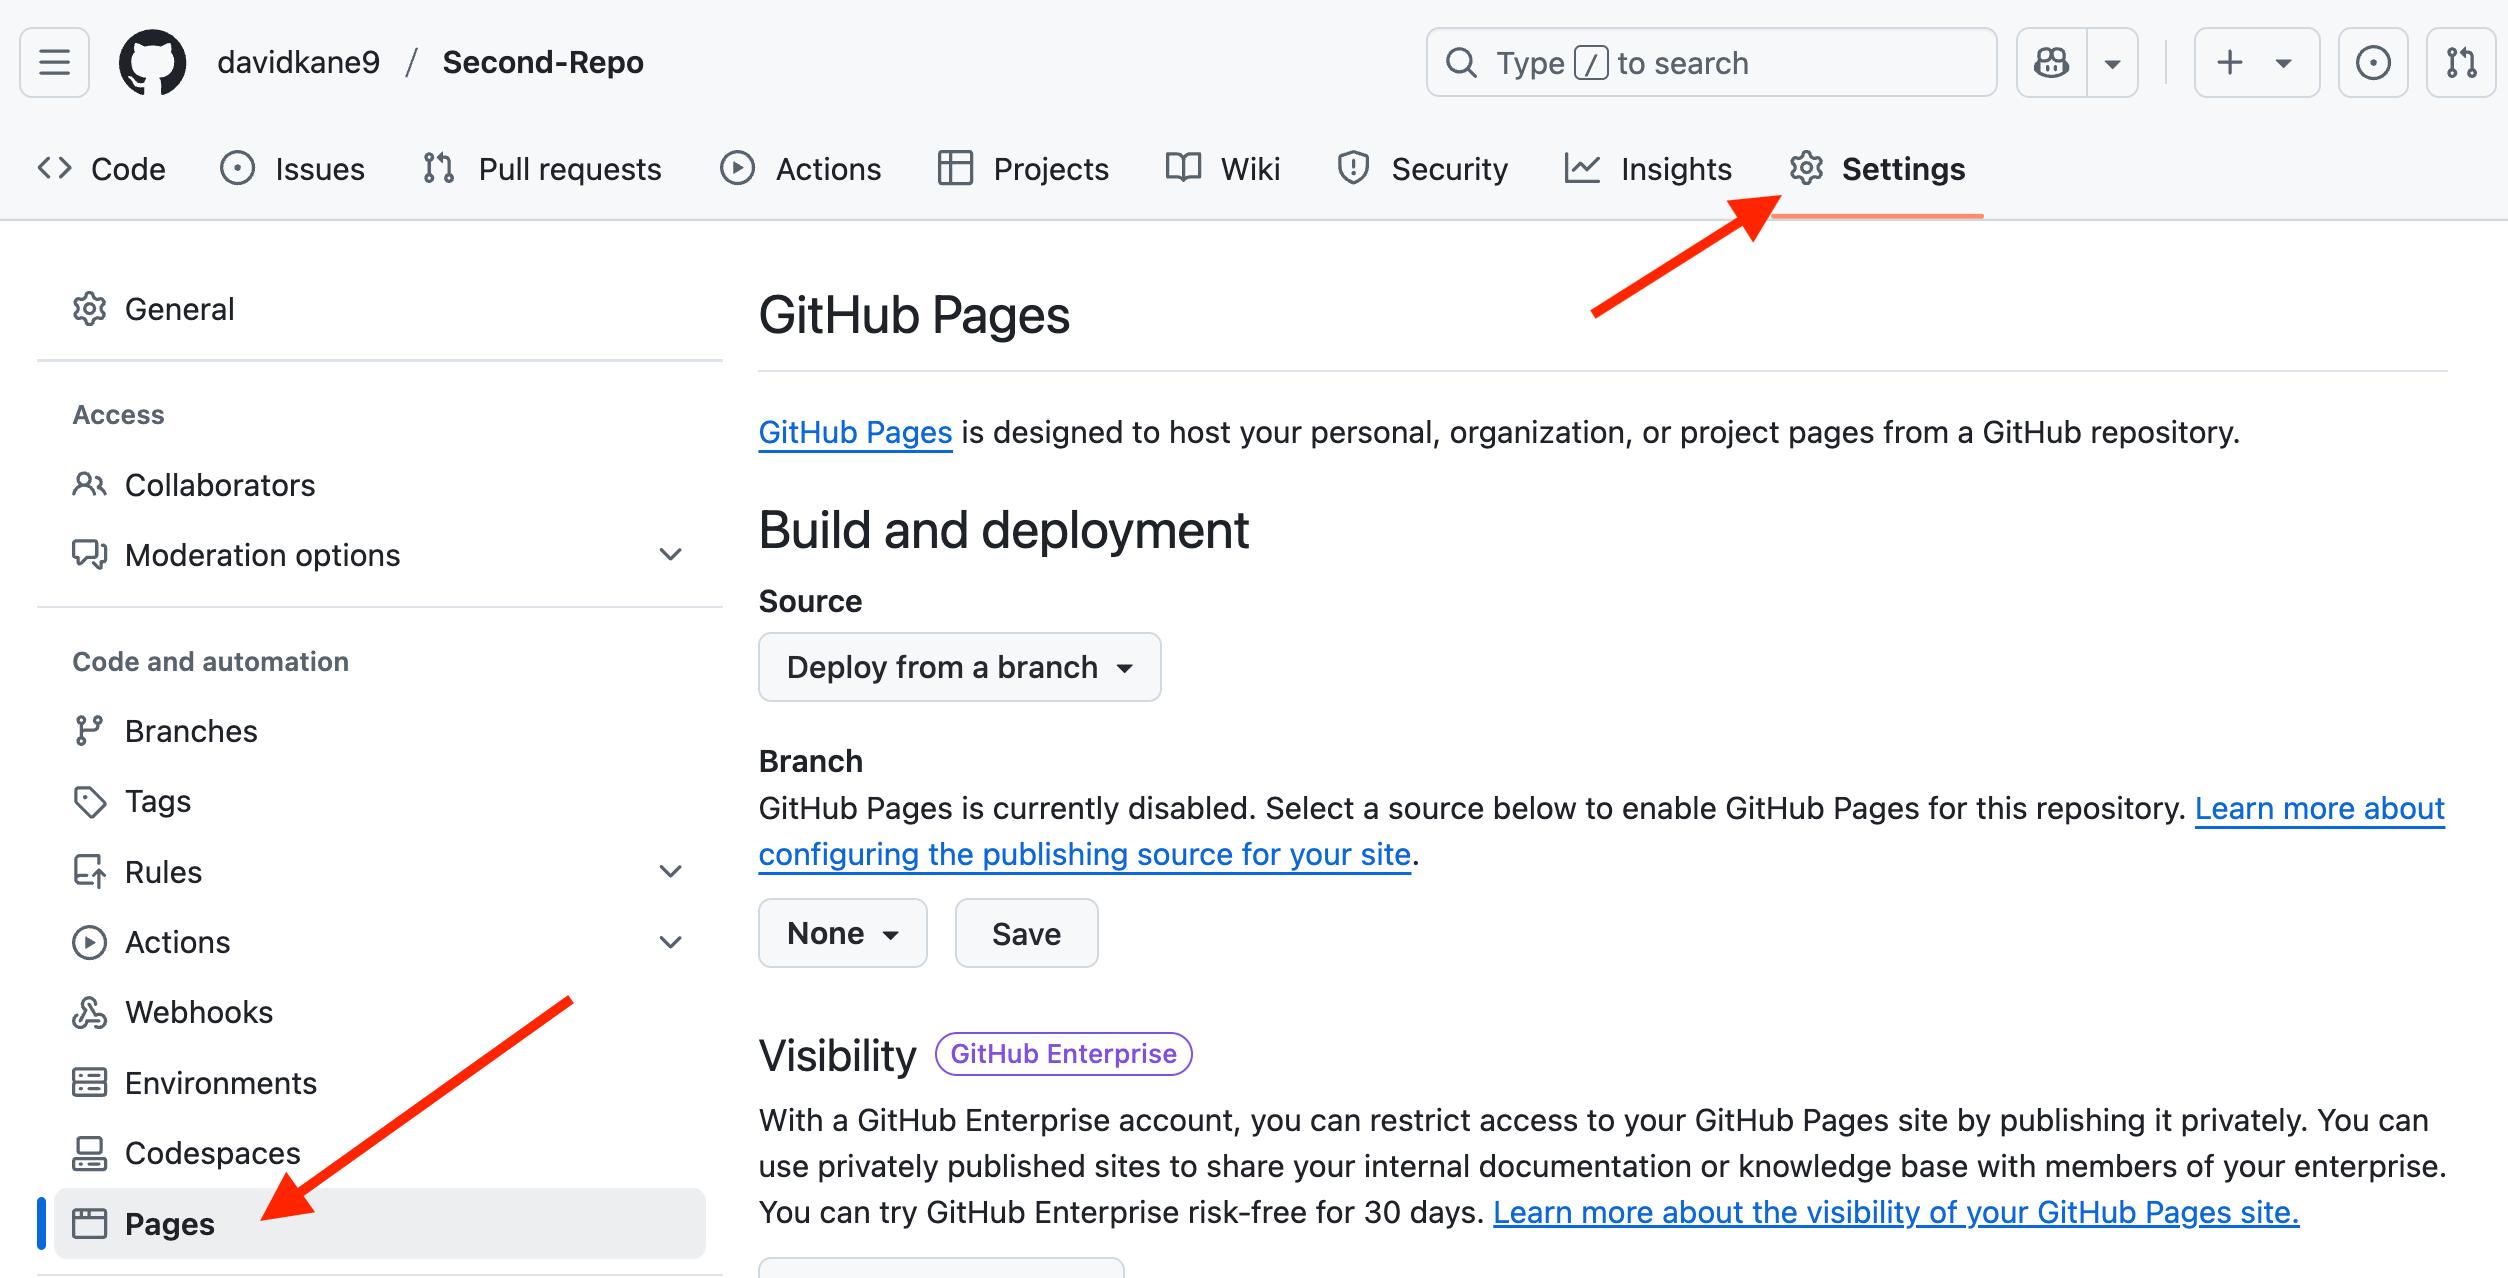 davidkane9 / Second-Repo
Type / to search
Code Issues Pull requests Actions Projects Wiki Security Insights Settings
General
Access
Collaborators
Moderation options
Code and automation
Branches
Tags
Rules
Actions
Webhooks
Environments
Codespaces
Pages
GitHub Pages
GitHub Pages is designed to host your personal, organization, or project pages from a GitHub repository.
Build and deployment
Source
Deploy from a branch
Branch
GitHub Pages is currently disabled. Select a source below to enable GitHub Pages for this repository. Learn more about
configuring the publishing source for your site.
None Save
Visibility GitHub Enterprise
With a GitHub Enterprise account, you can restrict access to your GitHub Pages site by publishing it privately. You can
use privately published sites to share your internal documentation or knowledge base with members of your enterprise.
You can try GitHub Enterprise risk-free for 30 days. Learn more about the visibility of your GitHub Pages site.